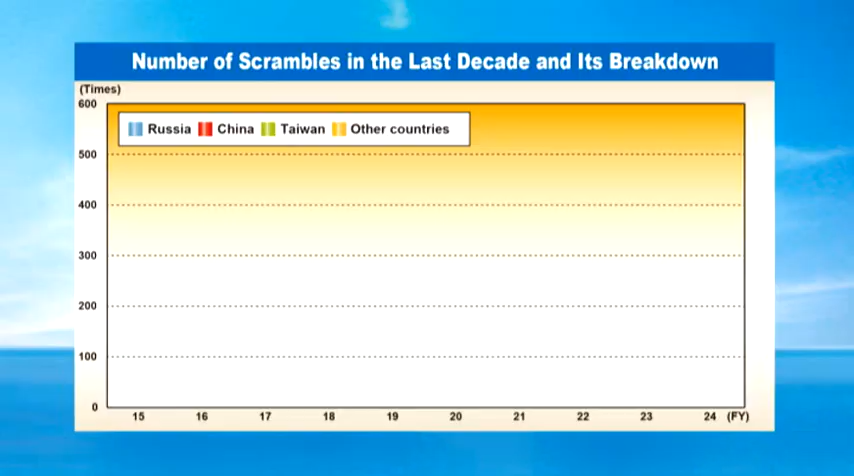 Number of Scrambles in the Last Decade and Its Breakdown
(Times)
600
Russia China Taiwan Other countries
500
400
300
200
100
0
15 16 17 18 19 20 21 22 23 24 (FY)